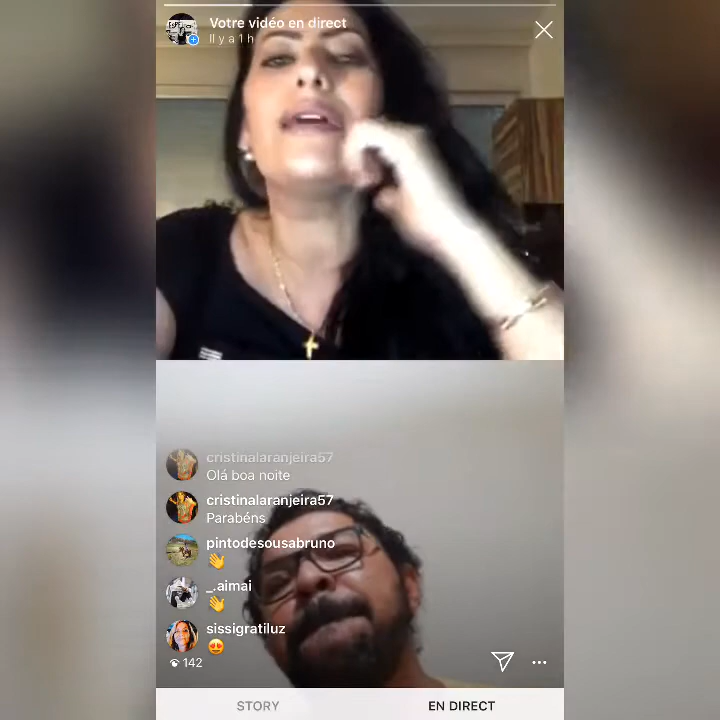 Votre vidéo en direct
Il y a 1 h
cristinalaranjeira57
Olá boa noite
cristinalaranjeira57
Parabéns
pintodesousabruno
👋
_.aimai
👋
sissigratiluz
😍
142
STORY
EN DIRECT